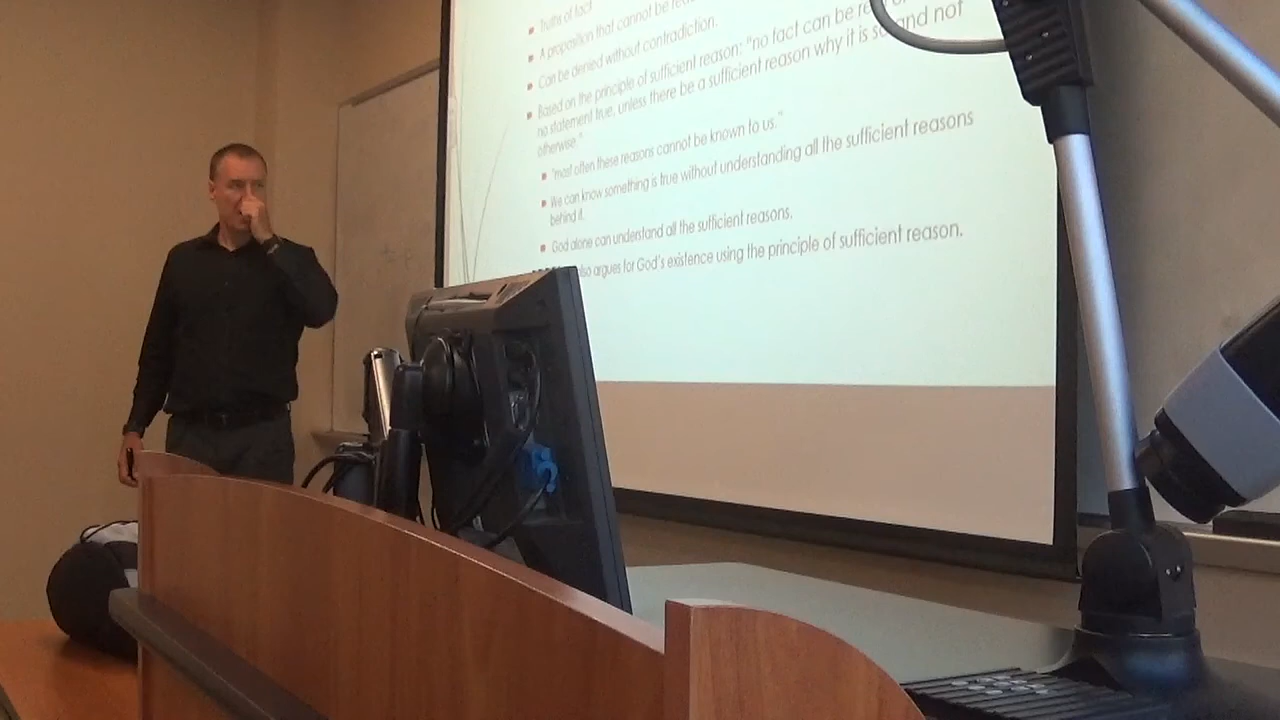 Truths of fact
A proposition that cannot be
Can be denied without contradiction.
Based on the principle of sufficient reason: "no fact can be
no statement true, unless there be a sufficient reason why it is so and not
otherwise."
"most often these reasons cannot be known to us."
We can know something is true without understanding all the sufficient reasons
behind it.
God alone can understand all the sufficient reasons.
also argues for God's existence using the principle of sufficient reason.